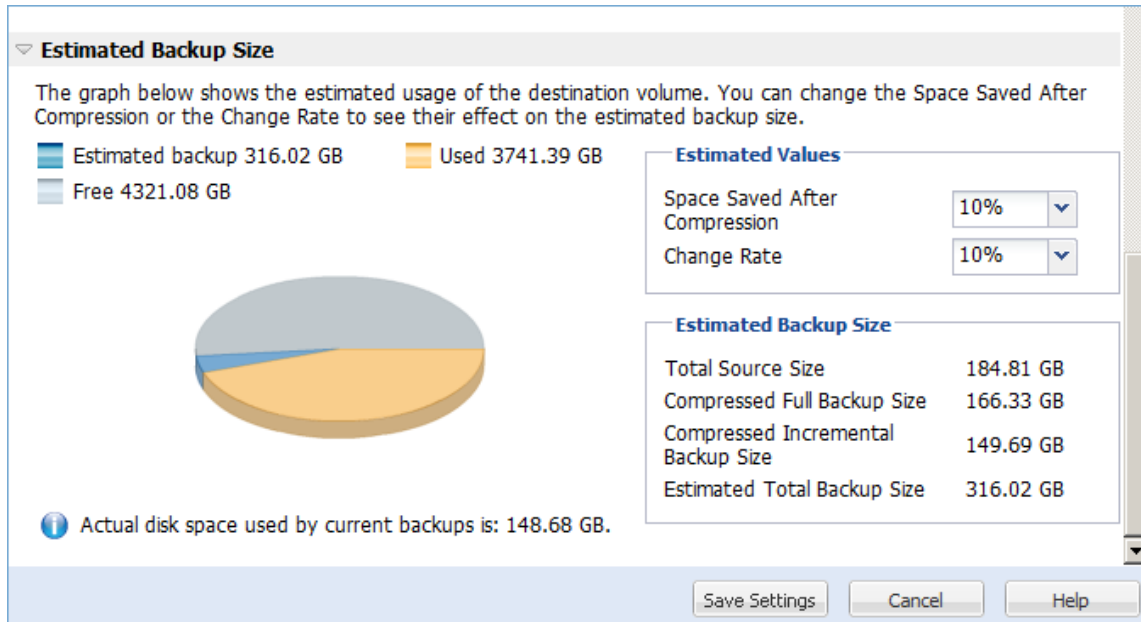 Estimated Backup Size
The graph below shows the estimated usage of the destination volume. You can change the Space Saved After
Compression or the Change Rate to see their effect on the estimated backup size.
Estimated backup 316.02 GB
Used 3741.39 GB
Free 4321.08 GB
Estimated Values
Space Saved After
Compression
10%
Change Rate
10%
Estimated Backup Size
Total Source Size 184.81 GB
Compressed Full Backup Size 166.33 GB
Compressed Incremental
Backup Size
149.69 GB
Estimated Total Backup Size 316.02 GB
Actual disk space used by current backups is: 148.68 GB.
Save Settings
Cancel
Help